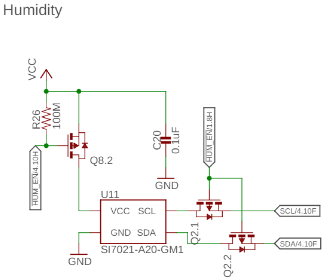 Humidity
VCC
R26
100M
HUM_EN/4.10H
Q8.2
C20
0.1uF
GND
HUM_EN/1.8H
U11
VCC SCL
GND SDA
SI7021-A20-GM1
GND
Q2.1
SCL/4.10F
SDA/4.10F
Q2.2